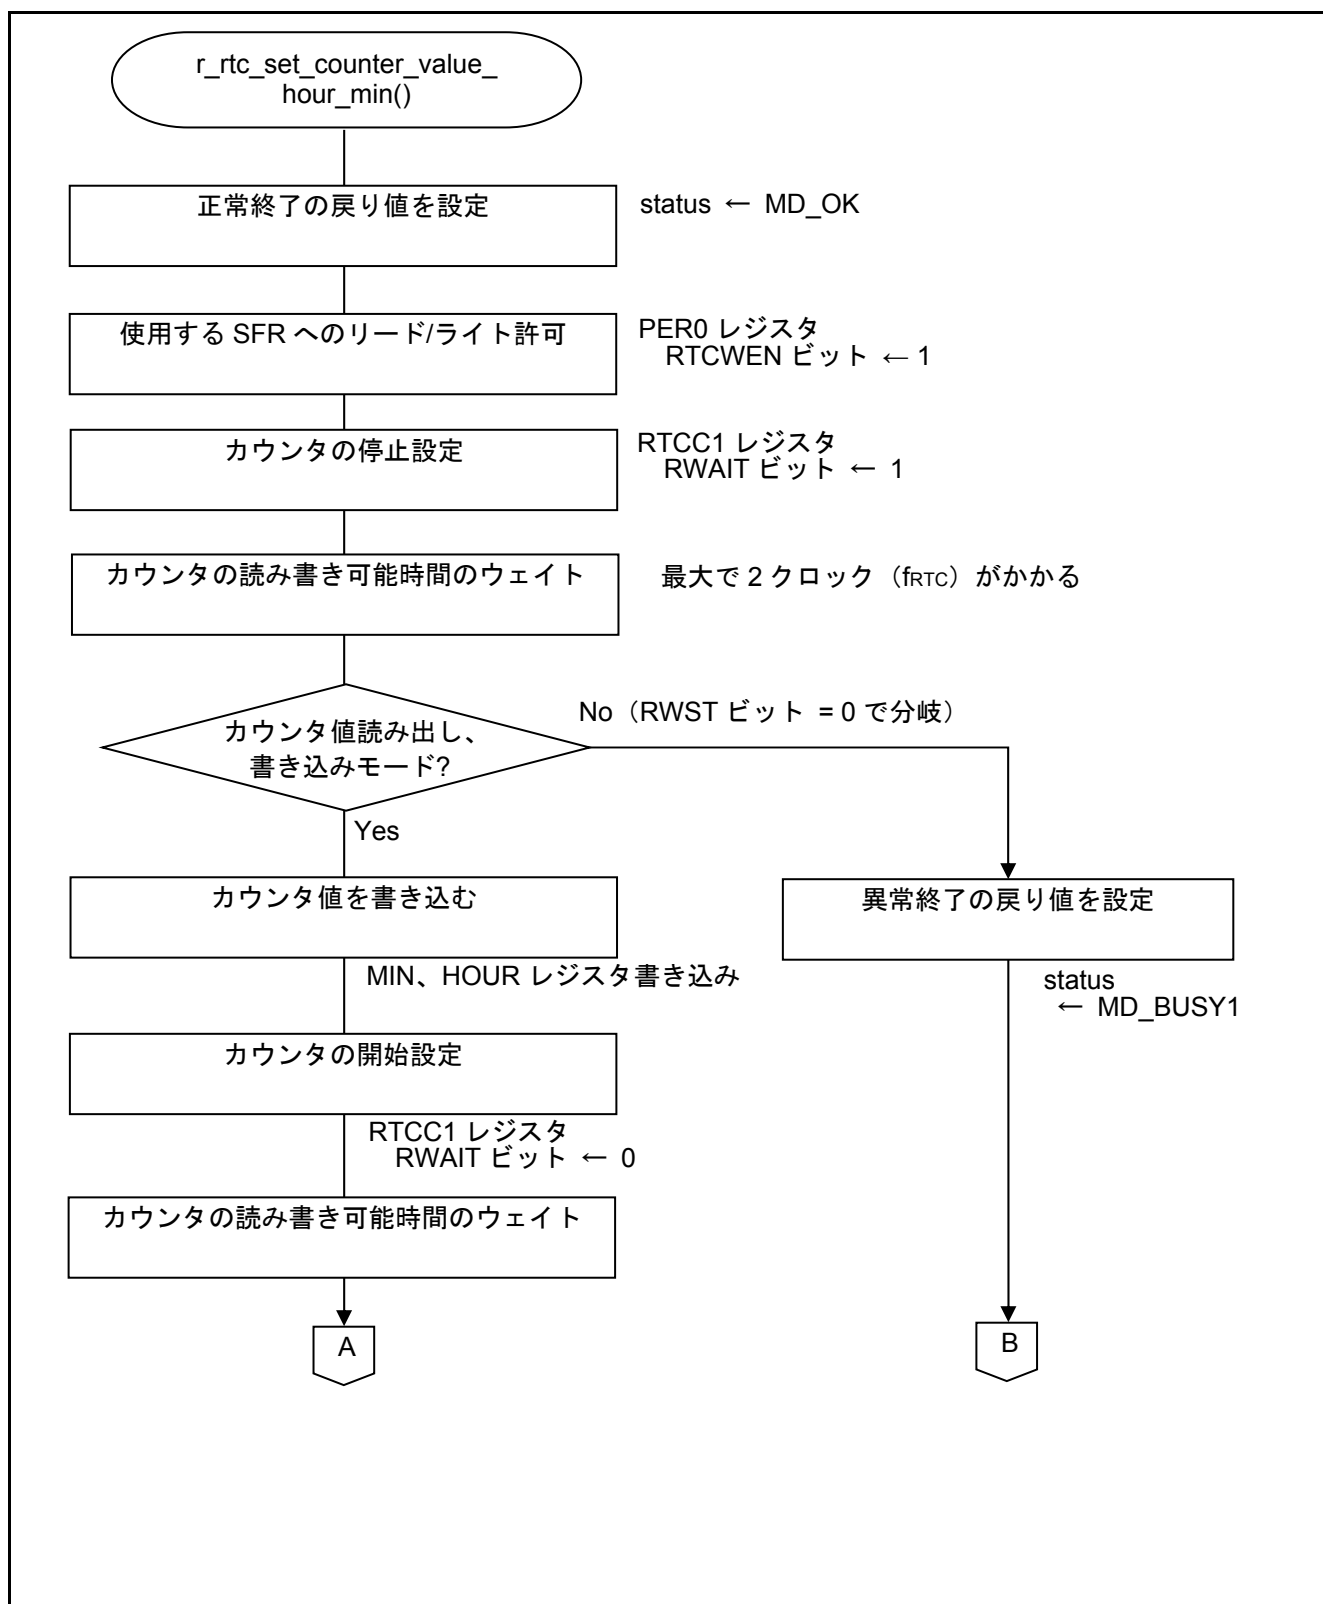 r_rtc_set_counter_value_
hour_min()
正常終了の戻り値を設定
status ← MD_OK
使用する SFR へのリード/ライト許可
PER0 レジスタ
RTCWEN ビット ← 1
カウンタの停止設定
RTCC1 レジスタ
RWAIT ビット ← 1
カウンタの読み書き可能時間のウェイト
最大で 2 クロック（fRTC）がかかる
No（RWST ビット = 0 で分岐）
カウンタ値読み出し、
書き込みモード?
Yes
カウンタ値を書き込む
異常終了の戻り値を設定
MIN、HOUR レジスタ書き込み
status
← MD_BUSY1
カウンタの開始設定
RTCC1 レジスタ
RWAIT ビット ← 0
カウンタの読み書き可能時間のウェイト
A
B